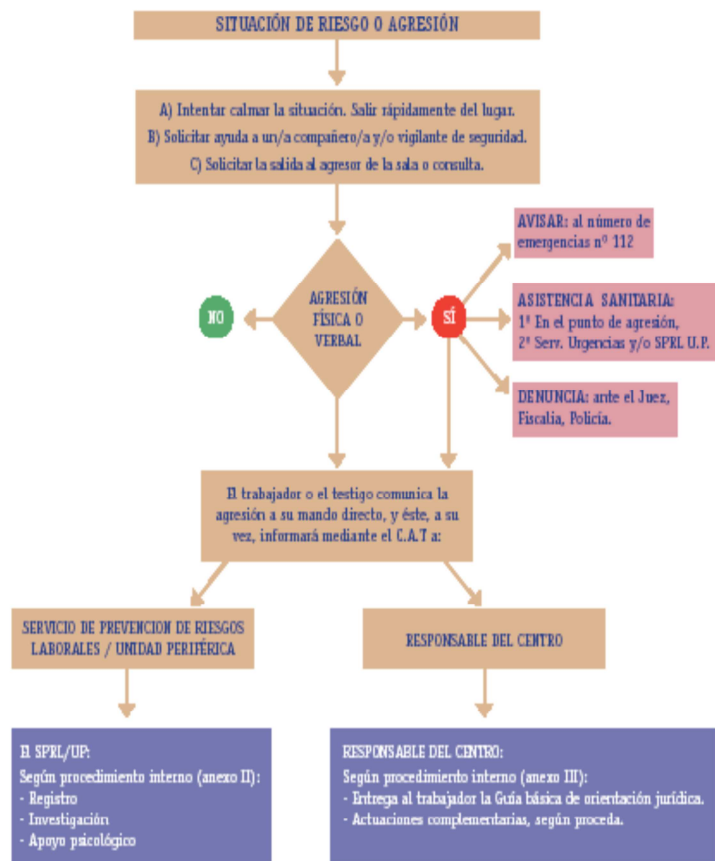 SITUACIÓN DE RIESGO O AGRESIÓN
A) Intentar calmar la situación. Salir rápidamente del lugar.
B) Solicitar ayuda a un/a compañero/a y/o vigilante de seguridad.
C) Solicitar la salida al agresor de la sala o consulta.
AVISAR: al número de
emergencias nº 112
NO
AGRESIÓN
FÍSICA O
VERBAL
SÍ
ASISTENCIA SANITARIA:
1º En el punto de agresión,
2º Serv. Urgencias y/o SPRL U.P.
DENUNCIA: ante el Juez,
Fiscalía, Policía.
El trabajador o el testigo comunica la
agresión a su mando directo, y éste, a su
vez, informará mediante el C.A.T a:
SERVICIO DE PREVENCION DE RIESGOS
LABORALES / UNIDAD PERIFÉRICA
RESPONSABLE DEL CENTRO
El SPRL/UP:
Según procedimiento interno (anexo II):
- Registro
- Investigación
- Apoyo psicológico
RESPONSABLE DEL CENTRO:
Según procedimiento interno (anexo III):
- Entrega al trabajador la Guía básica de orientación jurídica.
- Actuaciones complementarias, según proceda.